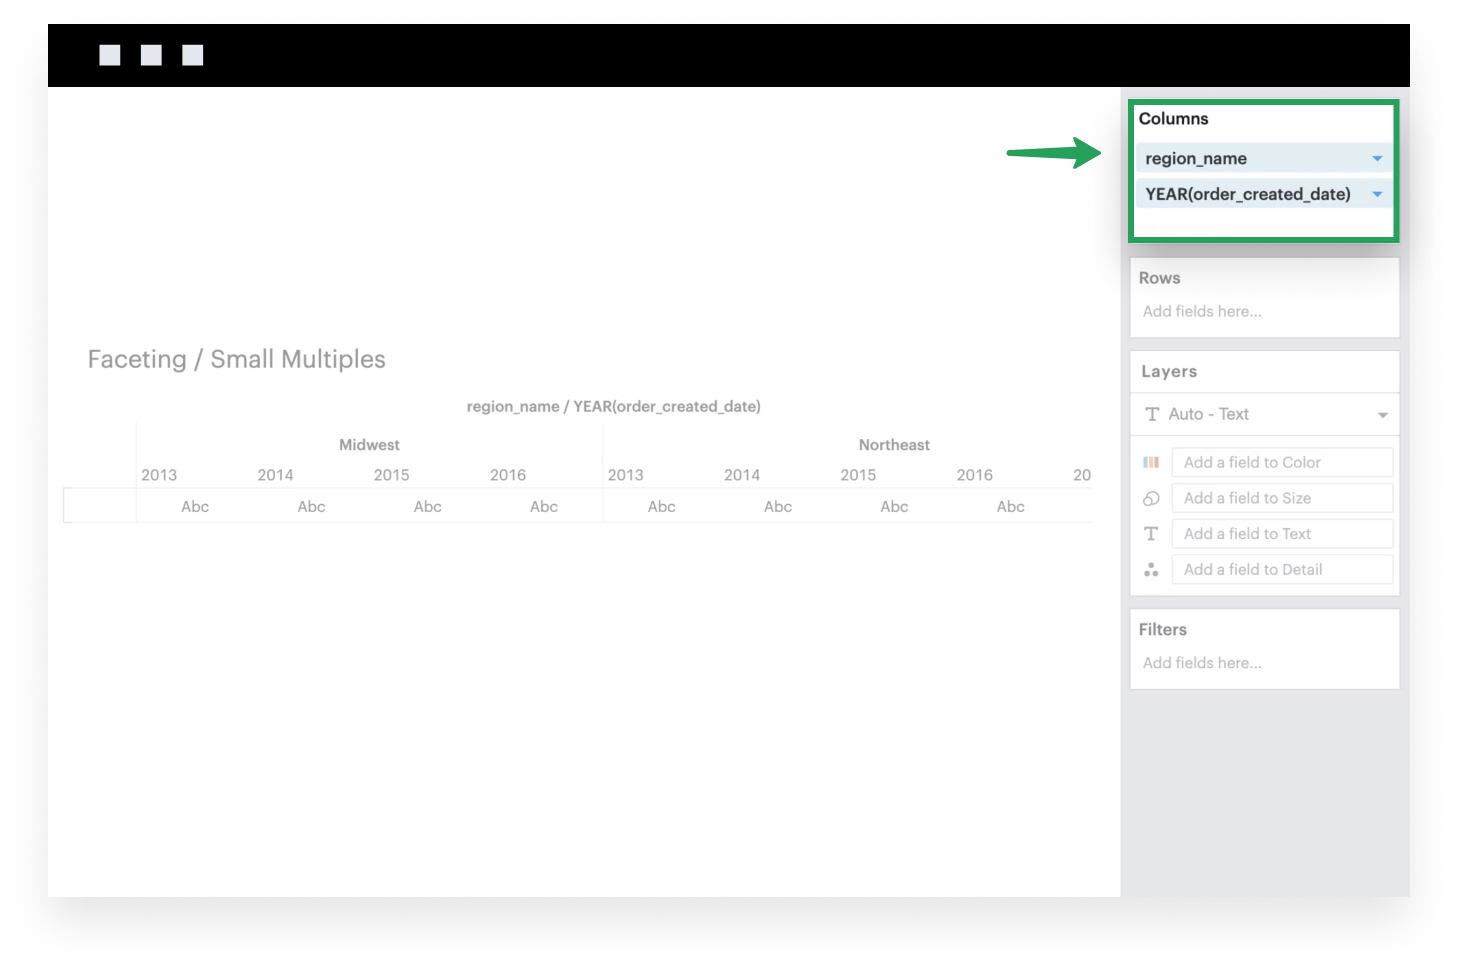 Columns
region_name
YEAR(order_created_date)
Rows
Add fields here...
Faceting / Small Multiples
Layers
region_name / YEAR(order_created_date)
T Auto - Text
Midwest Northeast
2013 2014 2015 2016 2013 2014 2015 2016 20
Abc Abc Abc Abc Abc Abc Abc Abc
Add a field to Color
Add a field to Size
T Add a field to Text
Add a field to Detail
Filters
Add fields here...